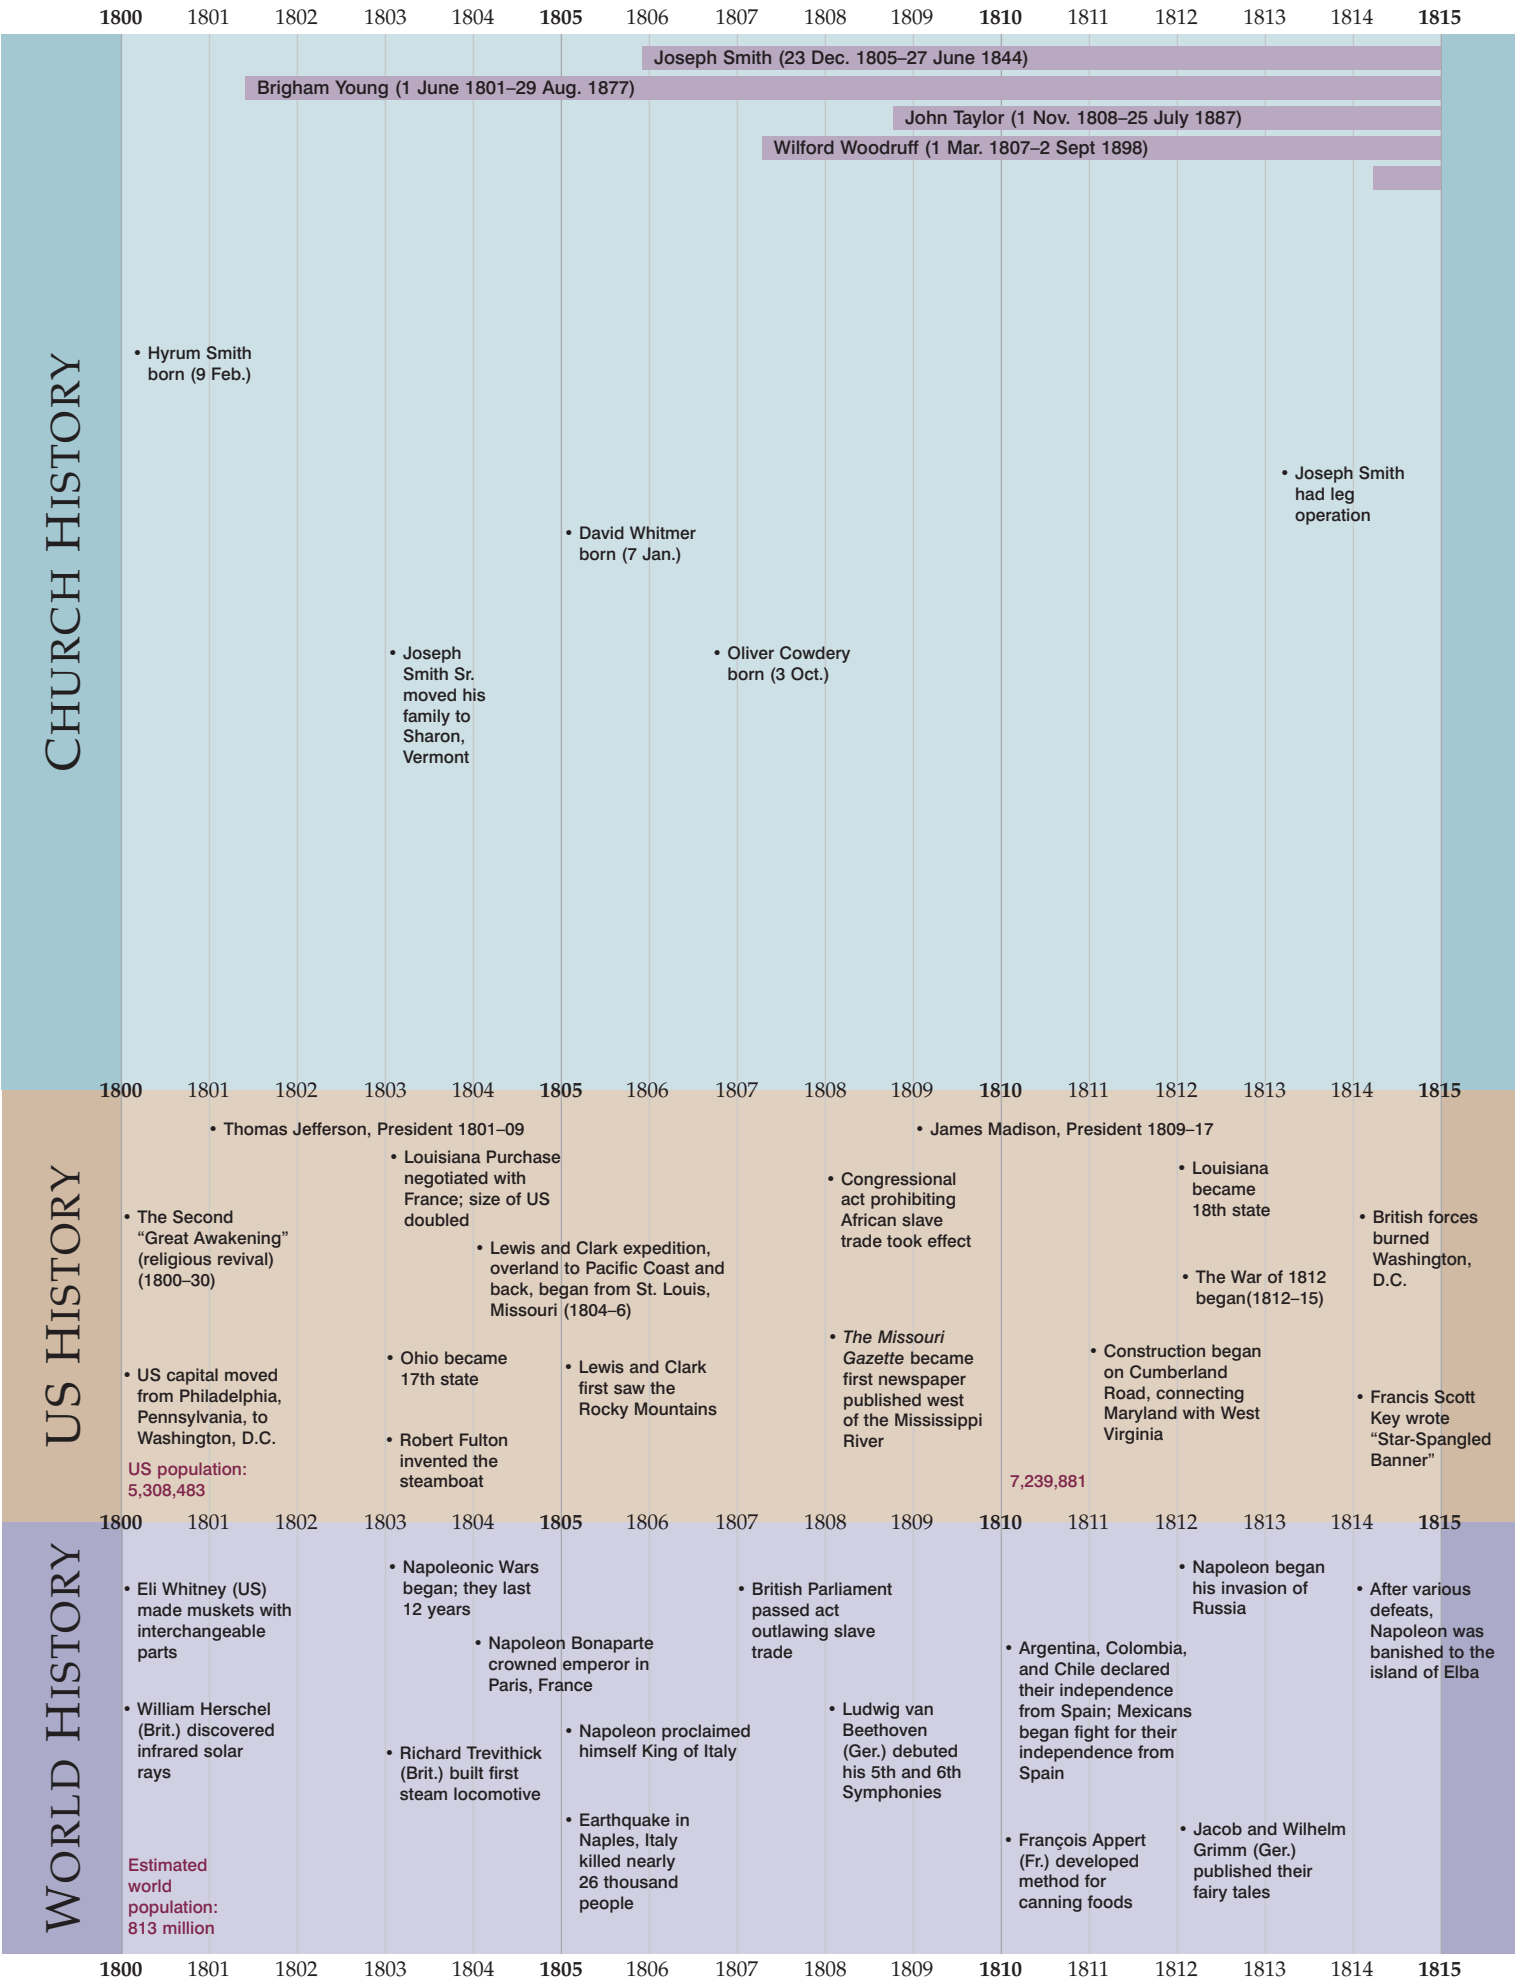 1800 1801 1802 1803 1804 1805 1806 1807 1808 1809 1810 1811 1812 1813 1814 1815
CHURCH HISTORY
Joseph Smith (23 Dec. 1805–27 June 1844)
Brigham Young (1 June 1801–29 Aug. 1877)
John Taylor (1 Nov. 1808–25 July 1887)
Wilford Woodruff (1 Mar. 1807–2 Sept 1898)
• Hyrum Smith
born (9 Feb.)
• Joseph Smith
had leg
operation
• David Whitmer
born (7 Jan.)
• Joseph
Smith Sr.
moved his
family to
Sharon,
Vermont
• Oliver Cowdery
born (3 Oct.)
1800 1801 1802 1803 1804 1805 1806 1807 1808 1809 1810 1811 1812 1813 1814 1815
US HISTORY
• Thomas Jefferson, President 1801–09
• James Madison, President 1809–17
• Louisiana Purchase
negotiated with
France; size of US
doubled
• Congressional
act prohibiting
African slave
trade took effect
• Louisiana
became
18th state
• The Second
“Great Awakening”
(religious revival)
(1800–30)
• British forces
burned
Washington,
D.C.
• Lewis and Clark expedition,
overland to Pacific Coast and
back, began from St. Louis,
Missouri (1804–6)
• The War of 1812
began(1812–15)
• The Missouri
Gazette became
first newspaper
published west
of the Mississippi
River
• Construction began
on Cumberland
Road, connecting
Maryland with West
Virginia
• Ohio became
17th state
• Lewis and Clark
first saw the
Rocky Mountains
• US capital moved
from Philadelphia,
Pennsylvania, to
Washington, D.C.
• Francis Scott
Key wrote
“Star-Spangled
Banner”
• Robert Fulton
invented the
steamboat
US population:
5,308,483
7,239,881
1800 1801 1802 1803 1804 1805 1806 1807 1808 1809 1810 1811 1812 1813 1814 1815
WORLD HISTORY
• Napoleonic Wars
began; they last
12 years
• Napoleon began
his invasion of
Russia
• Eli Whitney (US)
made muskets with
interchangeable
parts
• British Parliament
passed act
outlawing slave
trade
• After various
defeats,
Napoleon was
banished to the
island of Elba
• Napoleon Bonaparte
crowned emperor in
Paris, France
• Argentina, Colombia,
and Chile declared
their independence
from Spain; Mexicans
began fight for their
independence from
Spain
• William Herschel
(Brit.) discovered
infrared solar
rays
• Ludwig van
Beethoven
(Ger.) debuted
his 5th and 6th
Symphonies
• Napoleon proclaimed
himself King of Italy
• Richard Trevithick
(Brit.) built first
steam locomotive
• Earthquake in
Naples, Italy
killed nearly
26 thousand
people
• François Appert
(Fr.) developed
method for
canning foods
• Jacob and Wilhelm
Grimm (Ger.)
published their
fairy tales
Estimated
world
population:
813 million
1800 1801 1802 1803 1804 1805 1806 1807 1808 1809 1810 1811 1812 1813 1814 1815